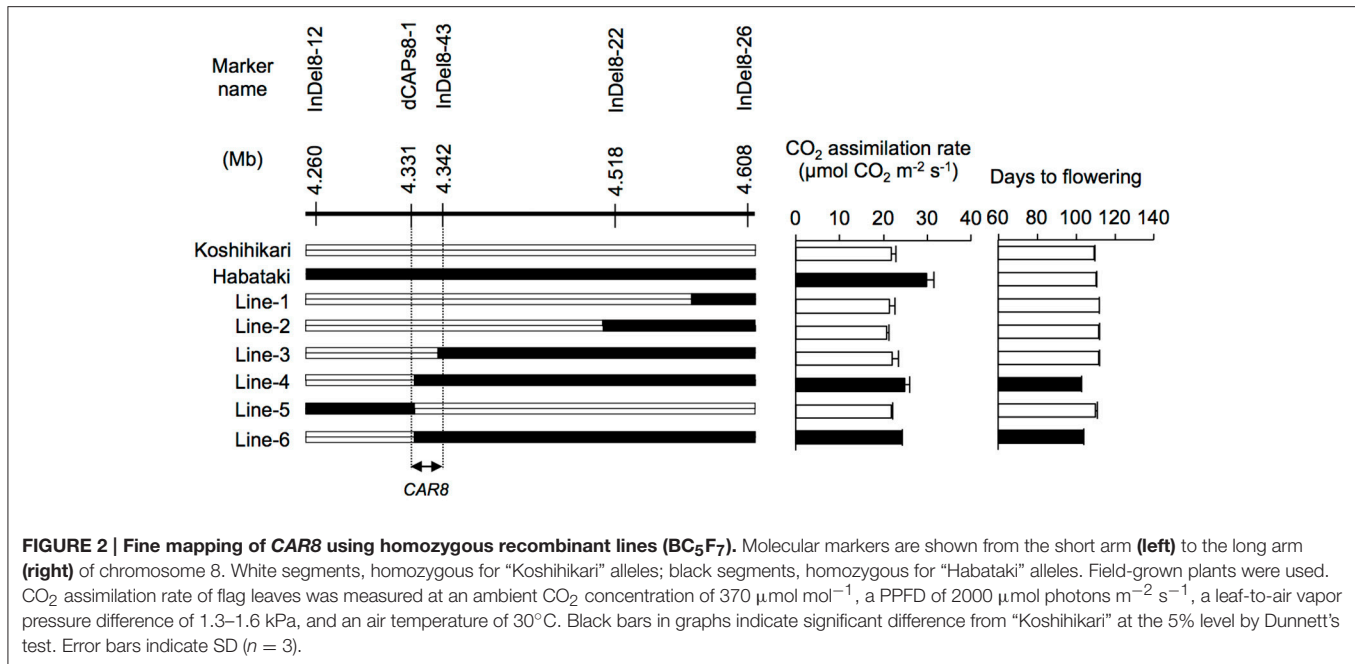 Marker name
InDel8-12
dCAPs8-1
InDel8-43
InDel8-22
InDel8-26
(Mb)
4.260
4.331
4.342
4.518
4.608
CO₂ assimilation rate
(µmol CO₂ m⁻² s⁻¹)
Days to flowering
0 10 20 30 40
60 80 100 120 140
Koshihikari
Habataki
Line-1
Line-2
Line-3
Line-4
Line-5
Line-6
CAR8
FIGURE 2 | Fine mapping of CAR8 using homozygous recombinant lines (BC₅F₇). Molecular markers are shown from the short arm (left) to the long arm
(right) of chromosome 8. White segments, homozygous for “Koshihikari” alleles; black segments, homozygous for “Habataki” alleles. Field-grown plants were used.
CO₂ assimilation rate of flag leaves was measured at an ambient CO₂ concentration of 370 µmol mol⁻¹, a PPFD of 2000 µmol photons m⁻² s⁻¹, a leaf-to-air vapor
pressure difference of 1.3–1.6 kPa, and an air temperature of 30°C. Black bars in graphs indicate significant difference from “Koshihikari” at the 5% level by Dunnett’s
test. Error bars indicate SD (n = 3).